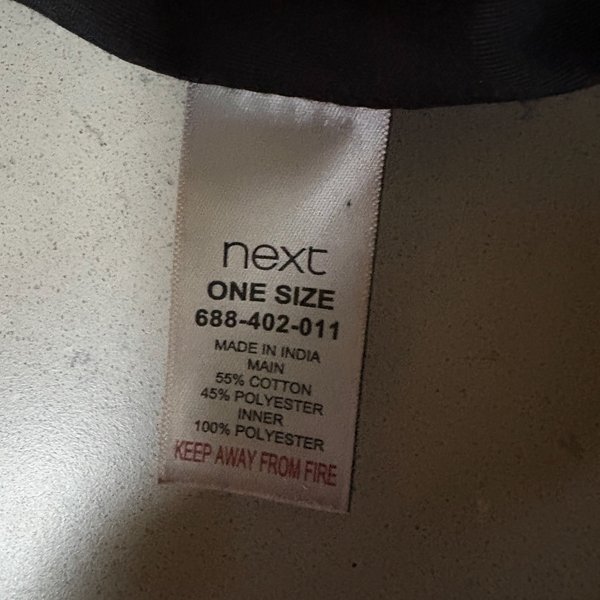 next
ONE SIZE
688-402-011
MADE IN INDIA
MAIN
55% COTTON
45% POLYESTER
INNER
100% POLYESTER
KEEP AWAY FROM FIRE